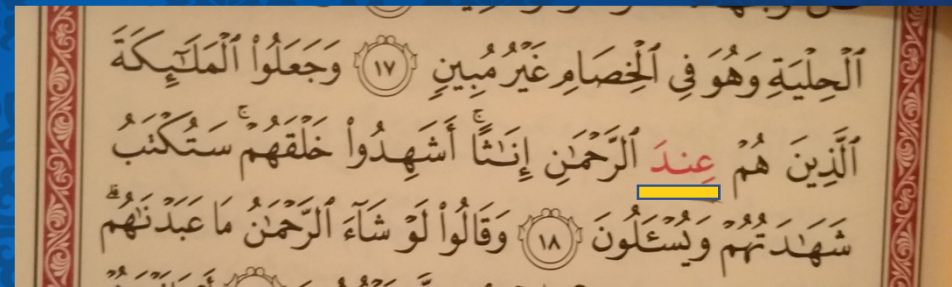 ٱلْحِلْيَةِ وَهُوَ فِى ٱلْخِصَامِ غَيْرُ مُبِينٍ ١٧ وَجَعَلُوا۟ ٱلْمَلَـٰٓئِكَةَ
ٱلَّذِينَ هُمْ عِندَ ٱلرَّحْمَـٰنِ إِنَـٰثًا ۚ أَشَهِدُوا۟ خَلْقَهُمْ ۚ سَتُكْتَبُ
شَهَـٰدَتُهُمْ وَيُسْـَٔلُونَ ١٨ وَقَالُوا۟ لَوْ شَآءَ ٱلرَّحْمَـٰنُ مَا عَبَدْنَـٰهُم ۗ